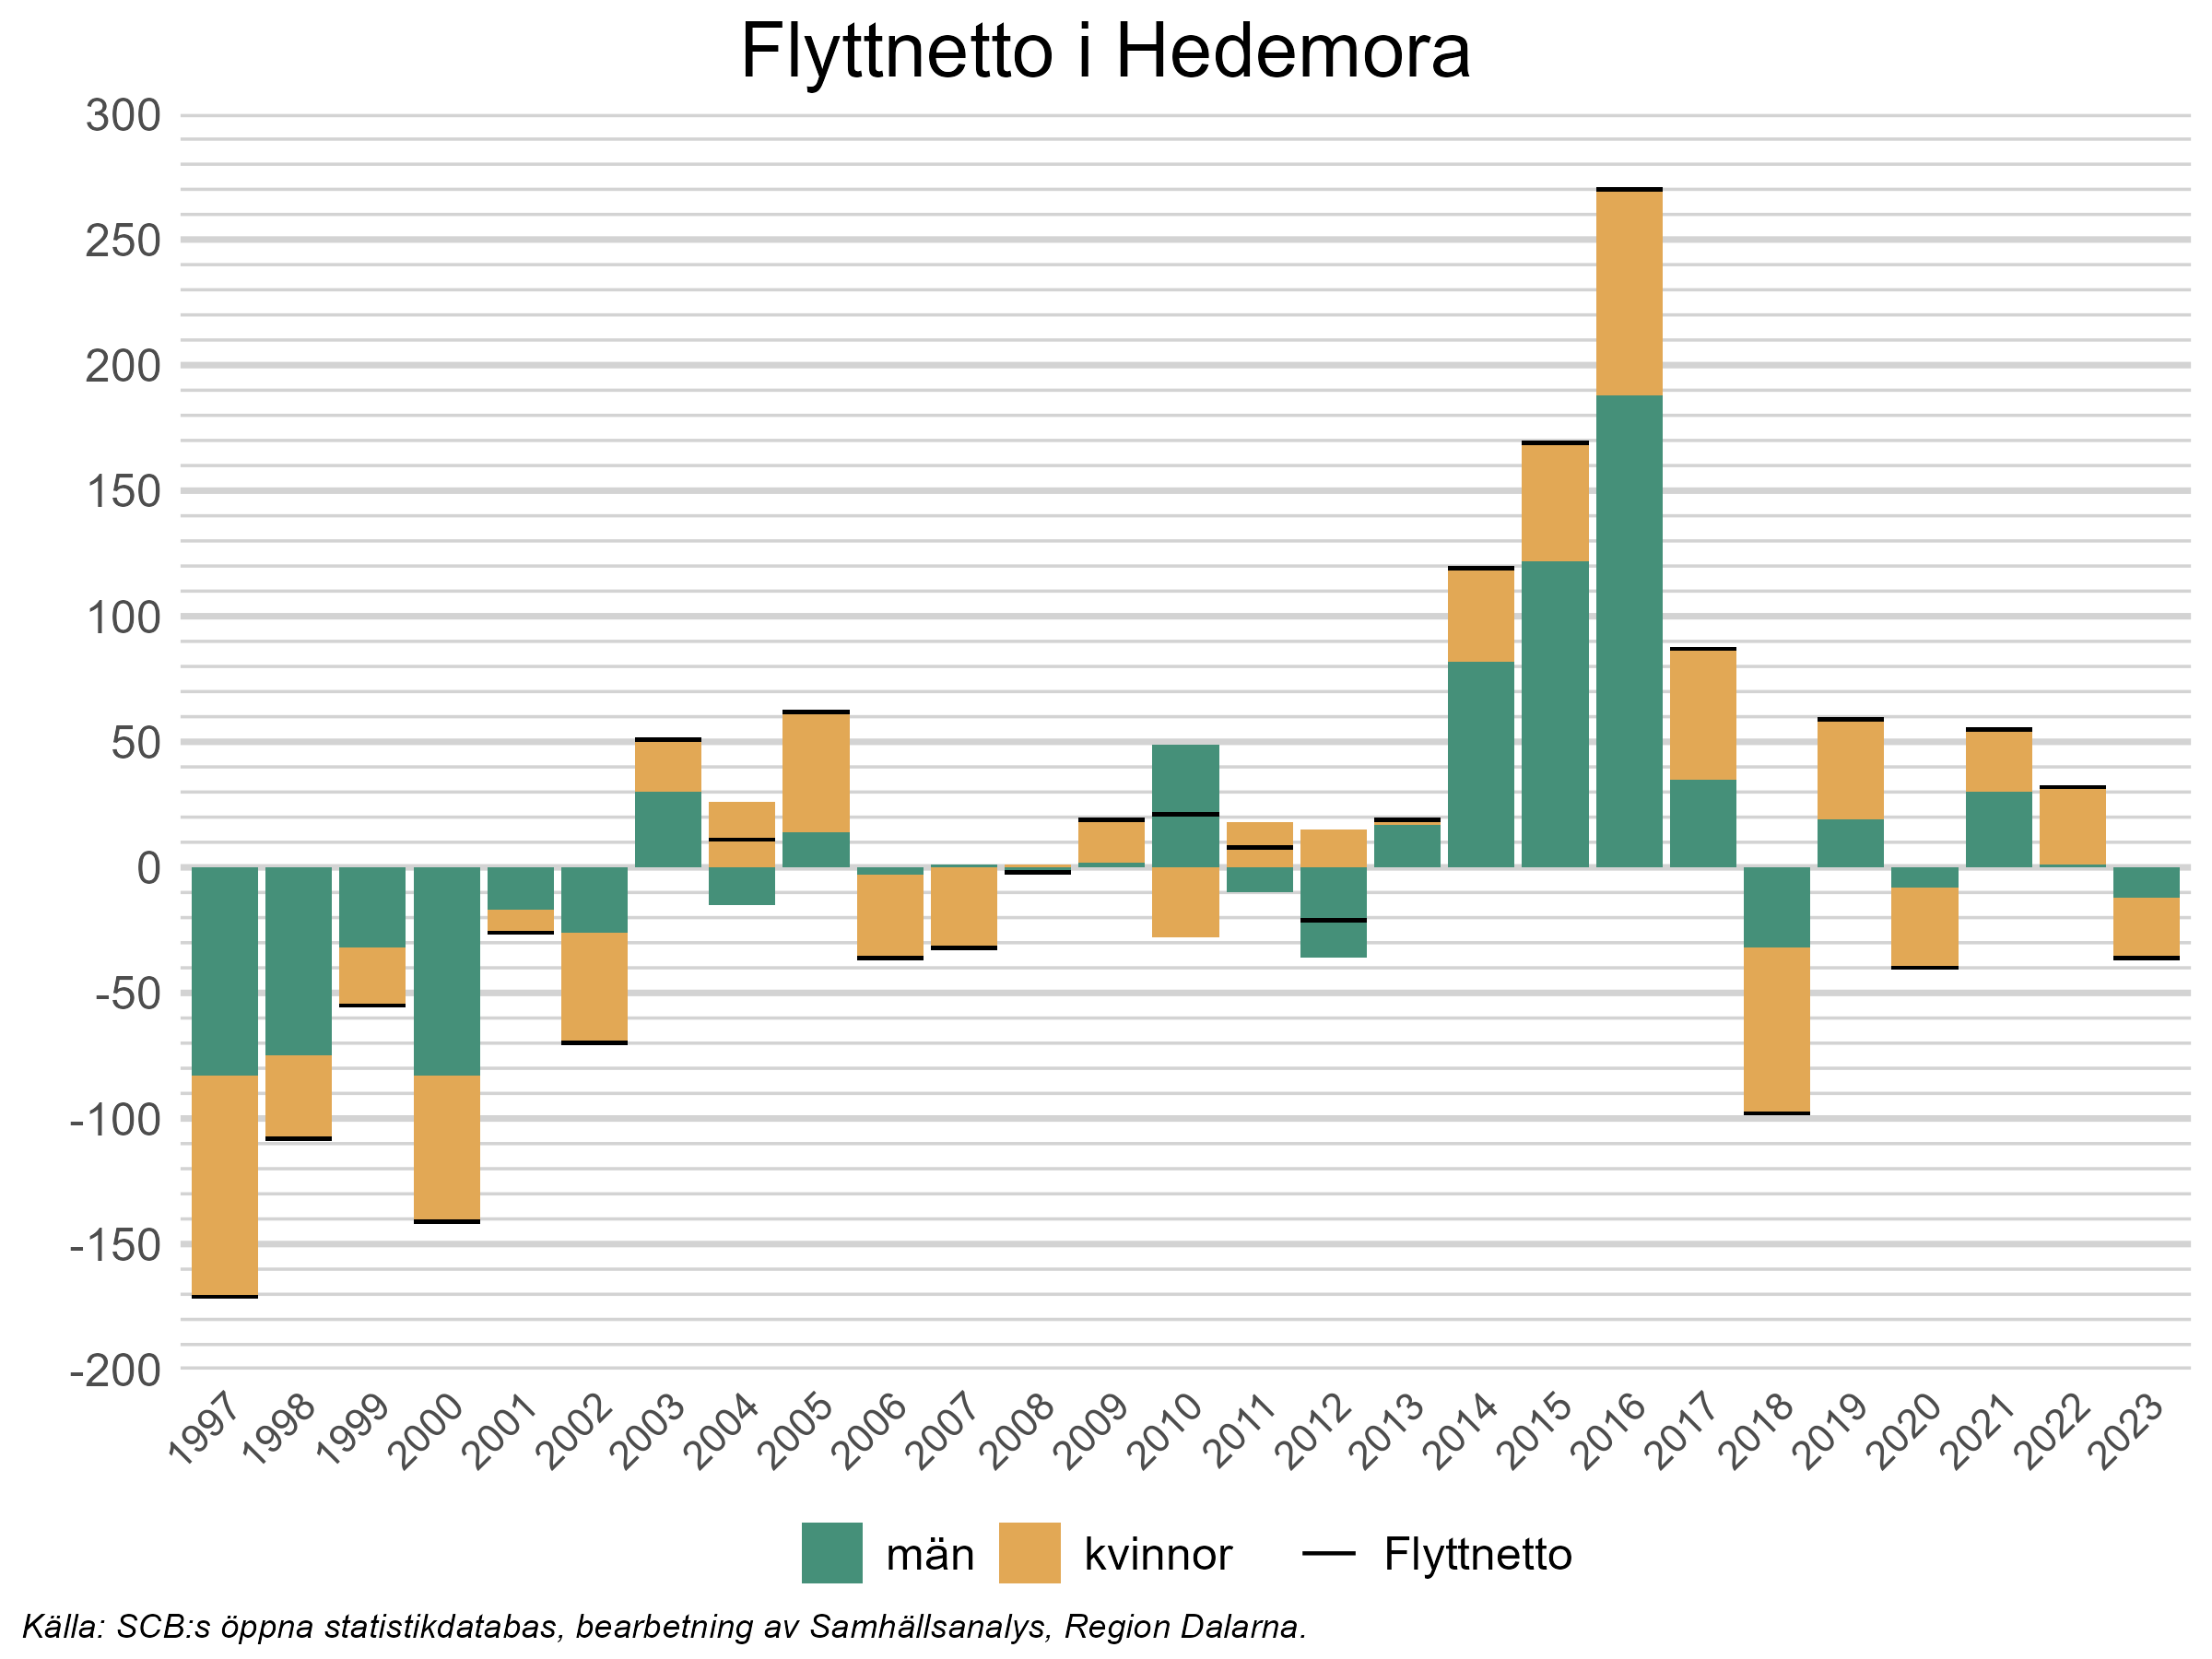 Flyttnetto i Hedemora
300
250
200
150
100
50
0
-50
-100
-150
-200
1997 1998 1999 2000 2001 2002 2003 2004 2005 2006 2007 2008 2009 2010 2011 2012 2013 2014 2015 2016 2017 2018 2019 2020 2021 2022 2023
män kvinnor Flyttnetto
Källa: SCB:s öppna statistikdatabas, bearbetning av Samhällsanalys, Region Dalarna.